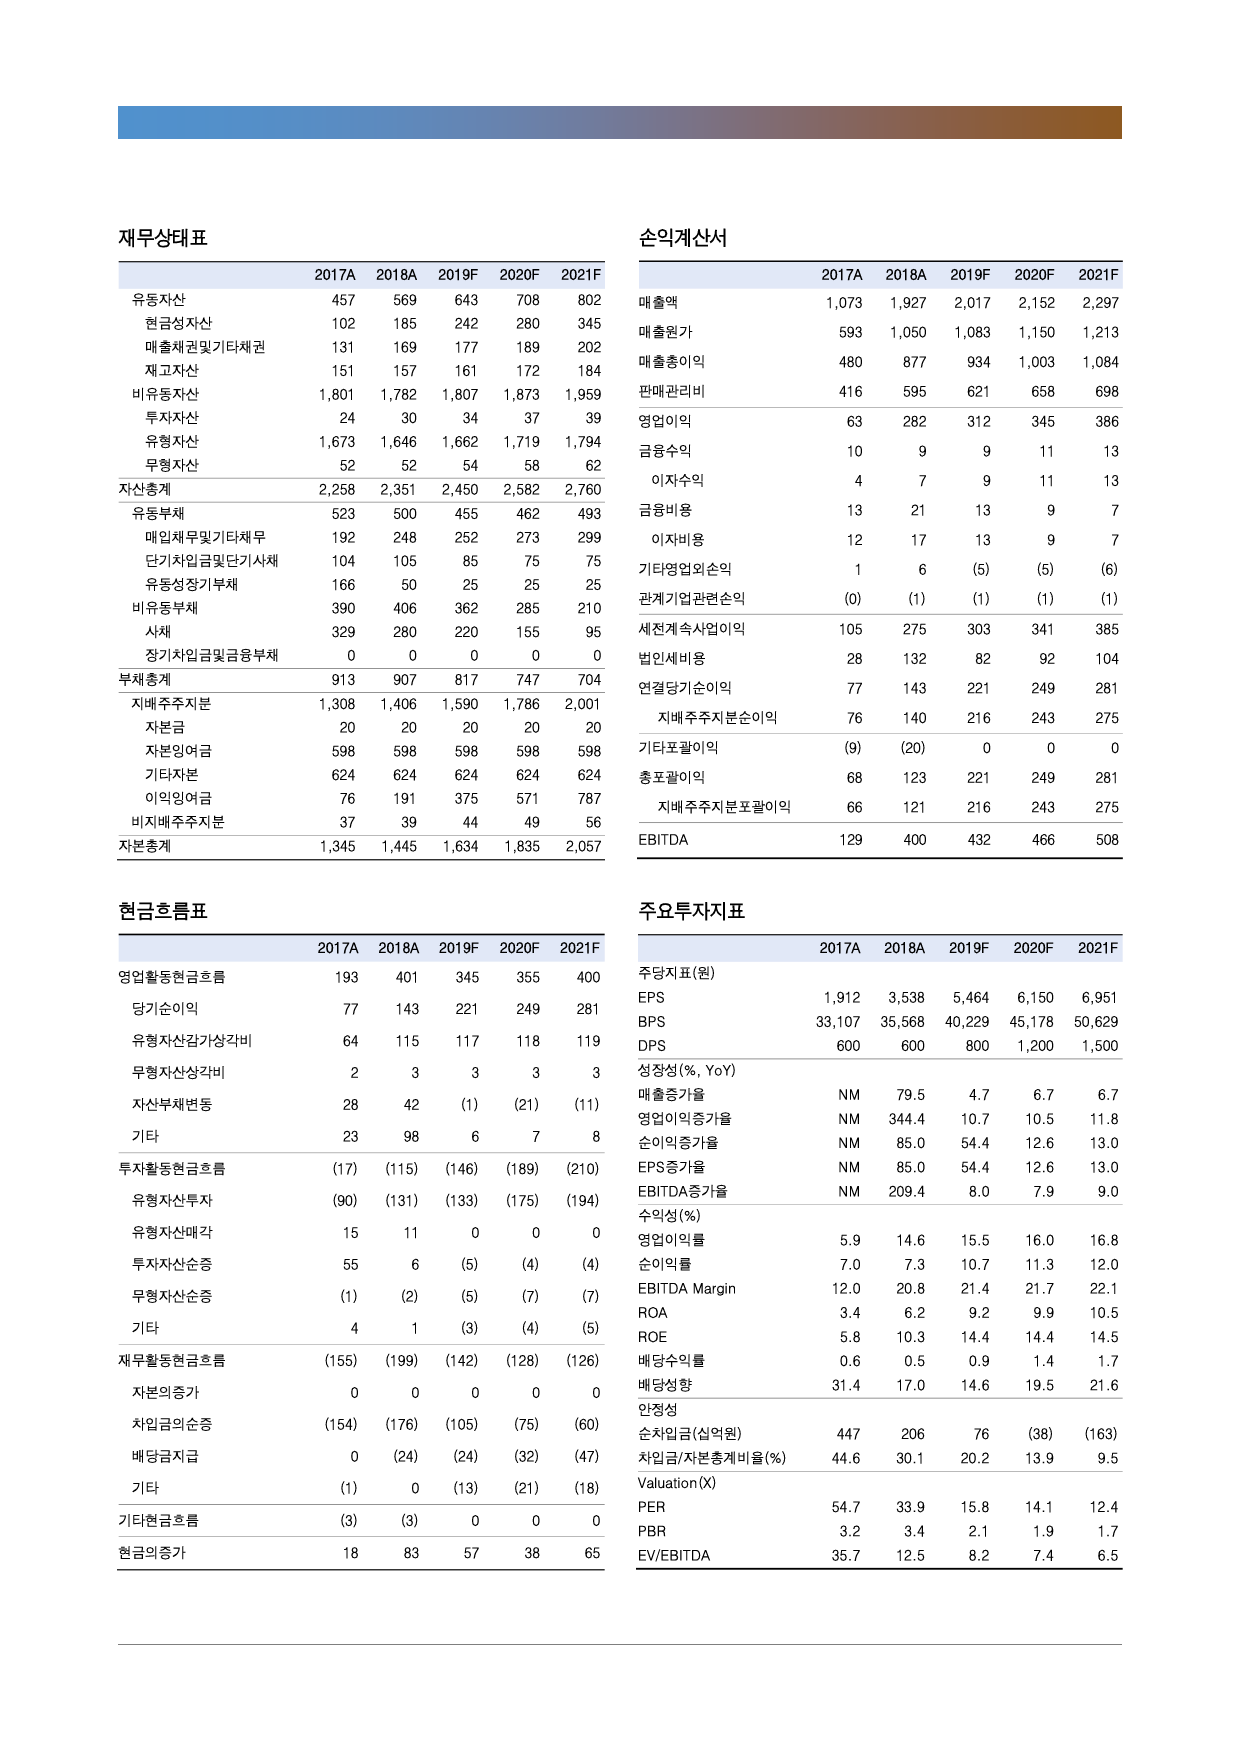 재무상태표
2017A 2018A 2019F 2020F 2021F
유동자산 457 569 643 708 802
현금성자산 102 185 242 280 345
매출채권및기타채권 131 169 177 189 202
재고자산 151 157 161 172 184
비유동자산 1,801 1,782 1,807 1,873 1,959
투자자산 24 30 34 37 39
유형자산 1,673 1,646 1,662 1,719 1,794
무형자산 52 52 54 58 62
자산총계 2,258 2,351 2,450 2,582 2,760
유동부채 523 500 455 462 493
매입채무및기타채무 192 248 252 273 299
단기차입금및단기사채 104 105 85 75 75
유동성장기부채 166 50 25 25 25
비유동부채 390 406 362 285 210
사채 329 280 220 155 95
장기차입금및금융부채 0 0 0 0 0
부채총계 913 907 817 747 704
지배주주지분 1,308 1,406 1,590 1,786 2,001
자본금 20 20 20 20 20
자본잉여금 598 598 598 598 598
기타자본 624 624 624 624 624
이익잉여금 76 191 375 571 787
비지배주주지분 37 39 44 49 56
자본총계 1,345 1,445 1,634 1,835 2,057
손익계산서
2017A 2018A 2019F 2020F 2021F
매출액 1,073 1,927 2,017 2,152 2,297
매출원가 593 1,050 1,083 1,150 1,213
매출총이익 480 877 934 1,003 1,084
판매관리비 416 595 621 658 698
영업이익 63 282 312 345 386
금융수익 10 9 9 11 13
이자수익 4 7 9 11 13
금융비용 13 21 13 9 7
이자비용 12 17 13 9 7
기타영업외손익 1 6 (5) (5) (6)
관계기업관련손익 (0) (1) (1) (1) (1)
세전계속사업이익 105 275 303 341 385
법인세비용 28 132 82 92 104
연결당기순이익 77 143 221 249 281
지배주주지분순이익 76 140 216 243 275
기타포괄이익 (9) (20) 0 0 0
총포괄이익 68 123 221 249 281
지배주주지분포괄이익 66 121 216 243 275
EBITDA 129 400 432 466 508
현금흐름표
2017A 2018A 2019F 2020F 2021F
영업활동현금흐름 193 401 345 355 400
당기순이익 77 143 221 249 281
유형자산감가상각비 64 115 117 118 119
무형자산상각비 2 3 3 3 3
자산부채변동 28 42 (1) (21) (11)
기타 23 98 6 7 8
투자활동현금흐름 (17) (115) (146) (189) (210)
유형자산투자 (90) (131) (133) (175) (194)
유형자산매각 15 11 0 0 0
투자자산순증 55 6 (5) (4) (4)
무형자산순증 (1) (2) (5) (7) (7)
기타 4 1 (3) (4) (5)
재무활동현금흐름 (155) (199) (142) (128) (126)
자본의증가 0 0 0 0 0
차입금의순증 (154) (176) (105) (75) (60)
배당금지급 0 (24) (24) (32) (47)
기타 (1) 0 (13) (21) (18)
기타현금흐름 (3) (3) 0 0 0
현금의증가 18 83 57 38 65
주요투자지표
2017A 2018A 2019F 2020F 2021F
주당지표(원)
EPS 1,912 3,538 5,464 6,150 6,951
BPS 33,107 35,568 40,229 45,178 50,629
DPS 600 600 800 1,200 1,500
성장성(%, YoY)
매출증가율 NM 79.5 4.7 6.7 6.7
영업이익증가율 NM 344.4 10.7 10.5 11.8
순이익증가율 NM 85.0 54.4 12.6 13.0
EPS증가율 NM 85.0 54.4 12.6 13.0
EBITDA증가율 NM 209.4 8.0 7.9 9.0
수익성(%)
영업이익률 5.9 14.6 15.5 16.0 16.8
순이익률 7.0 7.3 10.7 11.3 12.0
EBITDA Margin 12.0 20.8 21.4 21.7 22.1
ROA 3.4 6.2 9.2 9.9 10.5
ROE 5.8 10.3 14.4 14.4 14.5
배당수익률 0.6 0.5 0.9 1.4 1.7
배당성향 31.4 17.0 14.6 19.5 21.6
안정성
순차입금(십억원) 447 206 76 (38) (163)
차입금/자본총계비율(%) 44.6 30.1 20.2 13.9 9.5
Valuation(X)
PER 54.7 33.9 15.8 14.1 12.4
PBR 3.2 3.4 2.1 1.9 1.7
EV/EBITDA 35.7 12.5 8.2 7.4 6.5